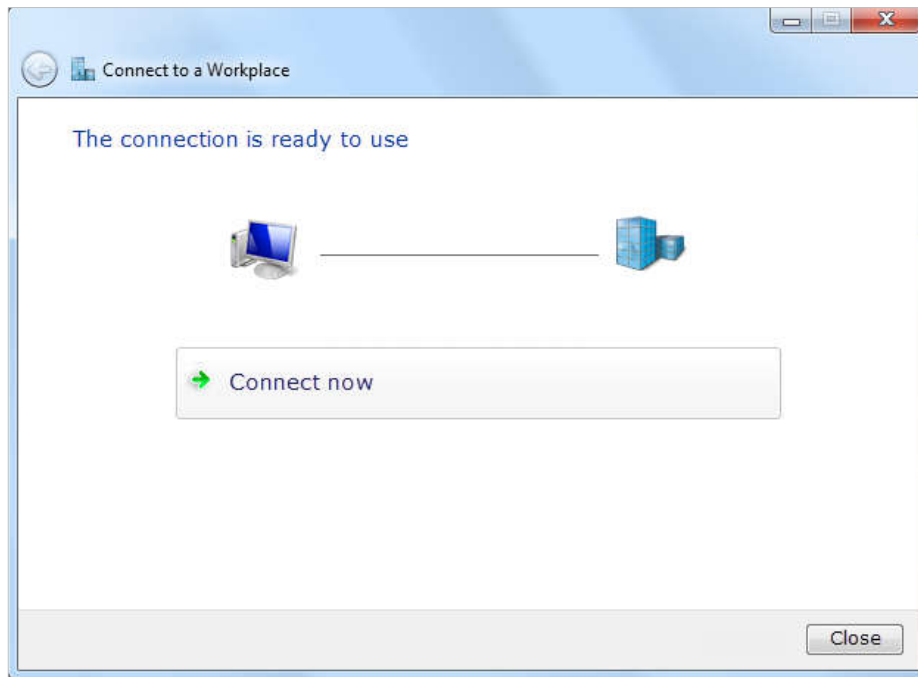 Connect to a Workplace
The connection is ready to use
Connect now
Close